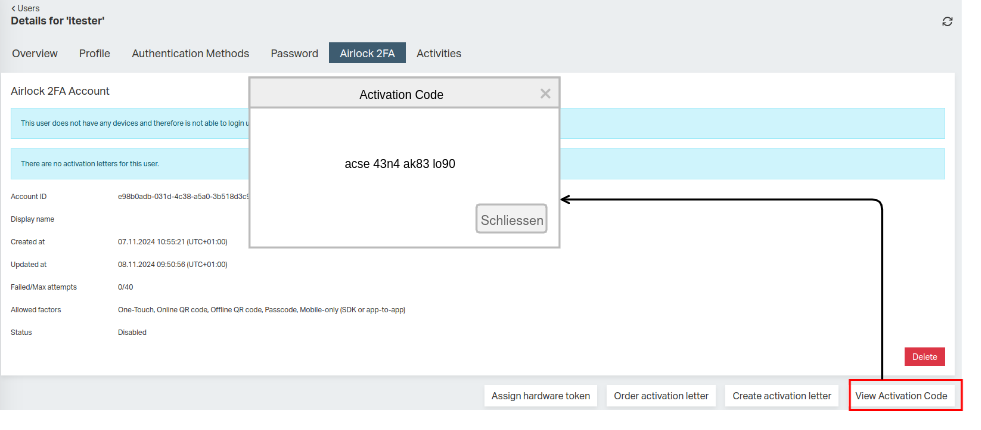 ‹ Users
Details for 'itester'
Overview Profile Authentication Methods Password Airlock 2FA Activities
Airlock 2FA Account
Activation Code
This user does not have any devices and therefore is not able to login
There are no activation letters for this user.
acse 43n4 ak83 lo90
Schliessen
Account ID e98b0adb-031d-4c38-a5a0-3b518d3c
Display name
Created at 07.11.2024 10:55:21 (UTC+01:00)
Updated at 08.11.2024 09:50:56 (UTC+01:00)
Failed/Max attempts 0/40
Allowed factors One-Touch, Online QR code, Offline QR code, Passcode, Mobile-only (SDK or app-to-app)
Status Disabled
Delete
Assign hardware token Order activation letter Create activation letter View Activation Code